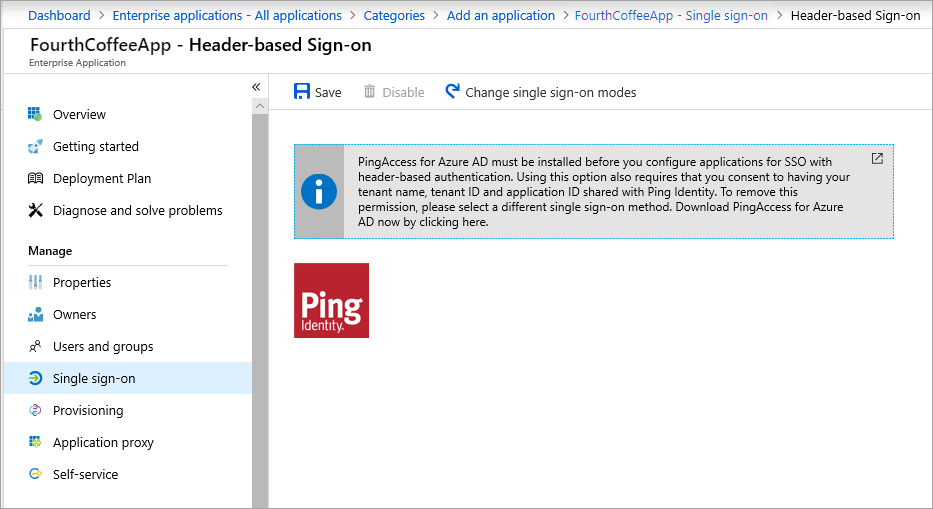 Dashboard > Enterprise applications - All applications > Categories > Add an application > FourthCoffeeApp - Single sign-on > Header-based Sign-on
FourthCoffeeApp - Header-based Sign-on
Enterprise Application
«
Save Disable Change single sign-on modes
Overview
Getting started
Deployment Plan
Diagnose and solve problems
Manage
Properties
Owners
Users and groups
Single sign-on
Provisioning
Application proxy
Self-service
PingAccess for Azure AD must be installed before you configure applications for SSO with
header-based authentication. Using this option also requires that you consent to having your
tenant name, tenant ID and application ID shared with Ping Identity. To remove this
permission, please select a different single sign-on method. Download PingAccess for Azure
AD now by clicking here.
Ping
Identity.